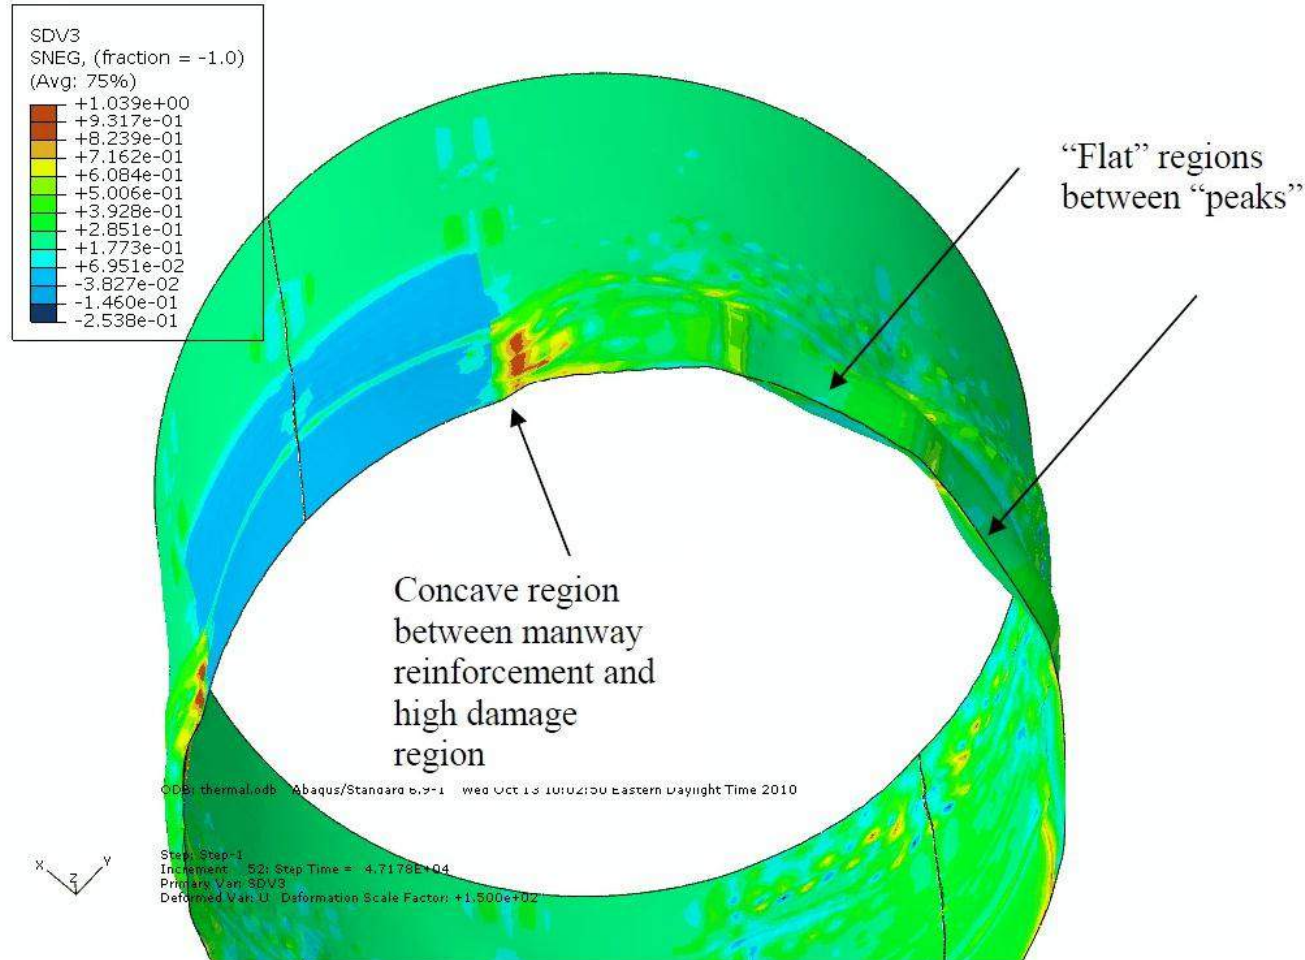 SDV3
SNEG, (fraction = -1.0)
(Avg: 75%)
+1.039e+00
+9.317e-01
+8.239e-01
+7.162e-01
+6.084e-01
+5.006e-01
+3.928e-01
+2.851e-01
+1.773e-01
+6.951e-02
-3.827e-02
-1.460e-01
-2.538e-01
“Flat” regions
between “peaks”
Concave region
between manway
reinforcement and
high damage
region
ODB: thermal.odb Abaqus/Standard 6.9-1 Wed Oct 13 10:02:50 Eastern Daylight Time 2010
X
Z
Y
Step: Step-1
Increment 52: Step Time = 4.7178E+04
Primary Var: SDV3
Deformed Var: U Deformation Scale Factor: +1.500e+02